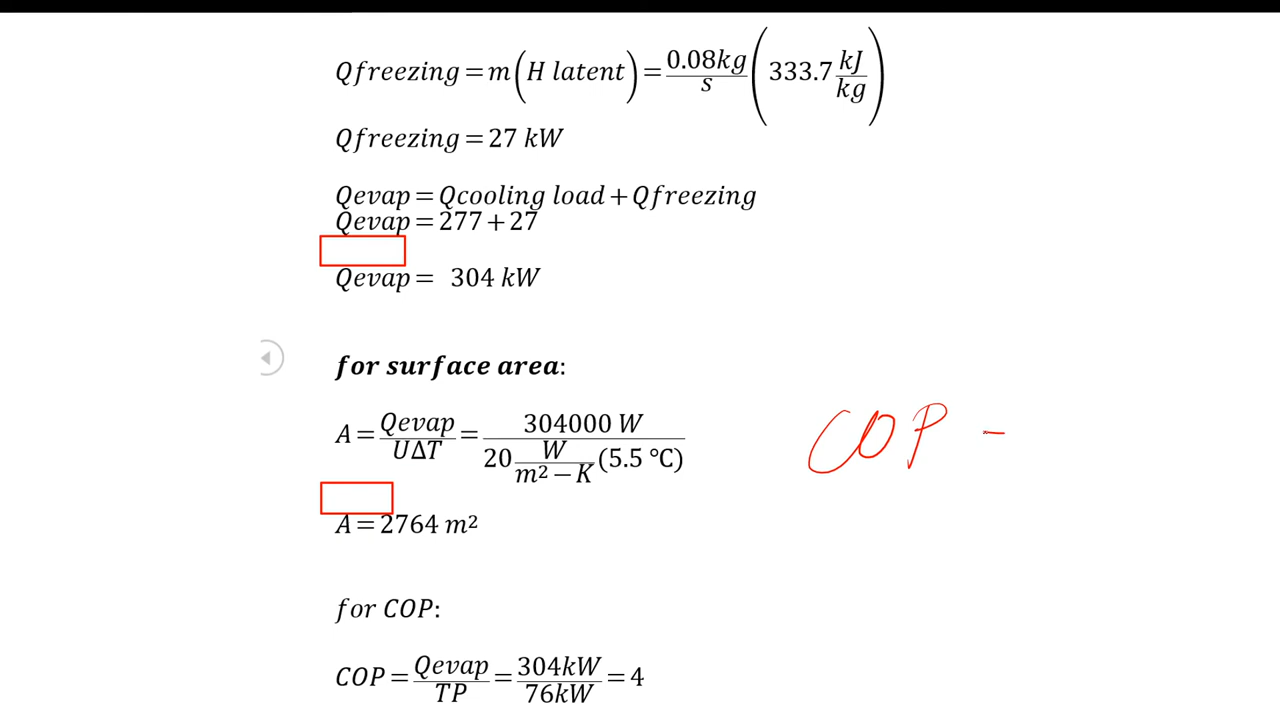 Qfreezing = m(H latent) = 0.08kg/s (333.7 kJ/kg)
Qfreezing = 27 kW
Qevap = Qcooling load + Qfreezing
Qevap = 277 + 27
Qevap = 304 kW
for surface area:
A = Qevap/UΔT = 304000 W/20 W/m² − K (5.5 °C)
COP -
A = 2764 m²
for COP:
COP = Qevap/TP = 304kW/76kW = 4